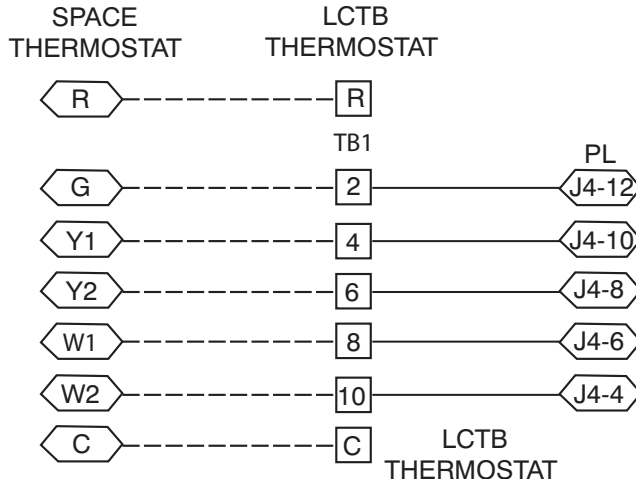 SPACE THERMOSTAT
LCTB THERMOSTAT
R R
TB1
PL
G 2 J4-12
Y1 4 J4-10
Y2 6 J4-8
W1 8 J4-6
W2 10 J4-4
C C
LCTB
THERMOSTAT